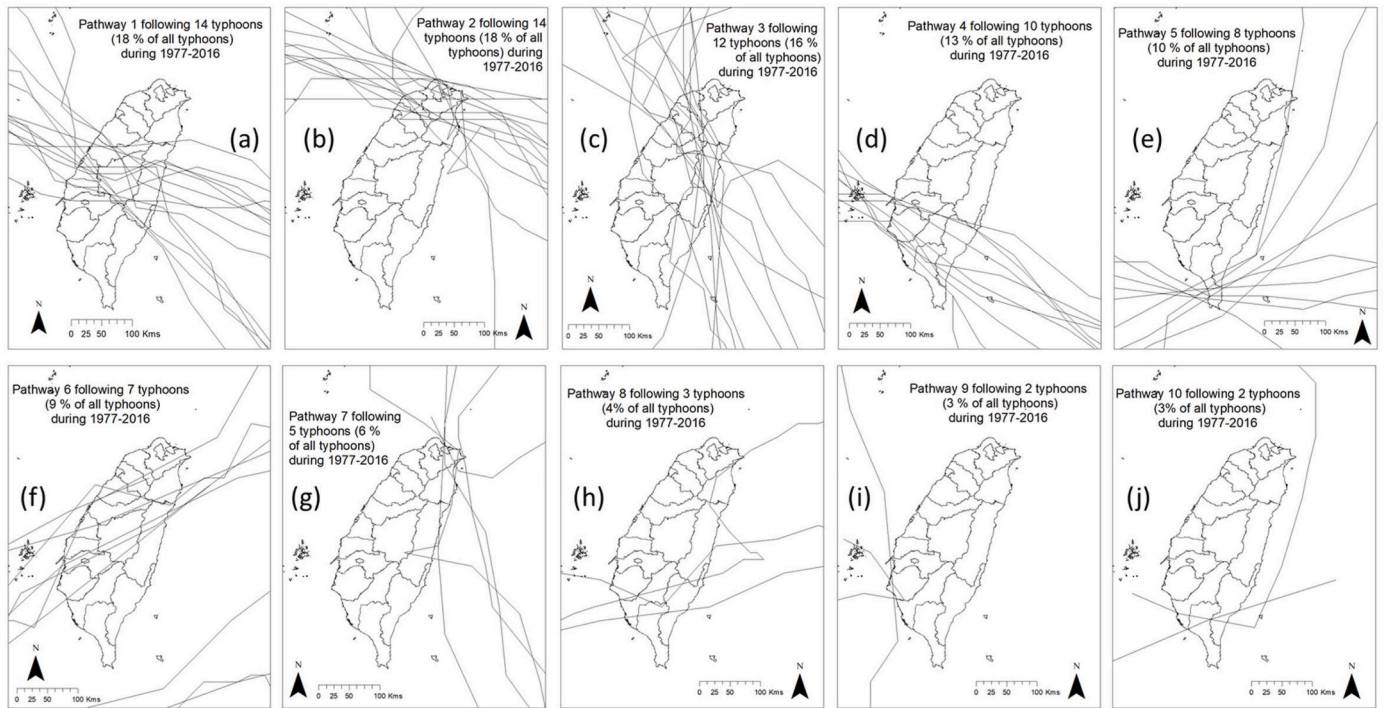 Pathway 1 following 14 typhoons
(18 % of all typhoons)
during 1977-2016
(a)
N
0 25 50 100 Kms
Pathway 2 following 14
typhoons (18 % of all
typhoons) during
1977-2016
(b)
0 25 50 100 Kms
N
Pathway 3 following
12 typhoons (16 %
of all typhoons)
during 1977-2016
(c)
N
0 25 50 100 Kms
Pathway 4 following 10 typhoons
(13 % of all typhoons)
during 1977-2016
(d)
N
0 25 50 100 Kms
Pathway 5 following 8 typhoons
(10 % of all typhoons)
during 1977-2016
(e)
0 25 50 100 Kms
N
Pathway 6 following 7 typhoons
(9 % of all typhoons)
during 1977-2016
(f)
N
0 25 50 100 Kms
Pathway 7 following
5 typhoons (6 %
of all typhoons)
during 1977-2016
(g)
N
0 25 50 100 Kms
Pathway 8 following 3 typhoons
(4% of all typhoons)
during 1977-2016
(h)
0 25 50 100 Kms
N
Pathway 9 following 2 typhoons
(3 % of all typhoons)
during 1977-2016
(i)
0 25 50 100 Kms
N
Pathway 10 following 2 typhoons
(3% of all typhoons)
during 1977-2016
(j)
0 25 50 100 Kms
N